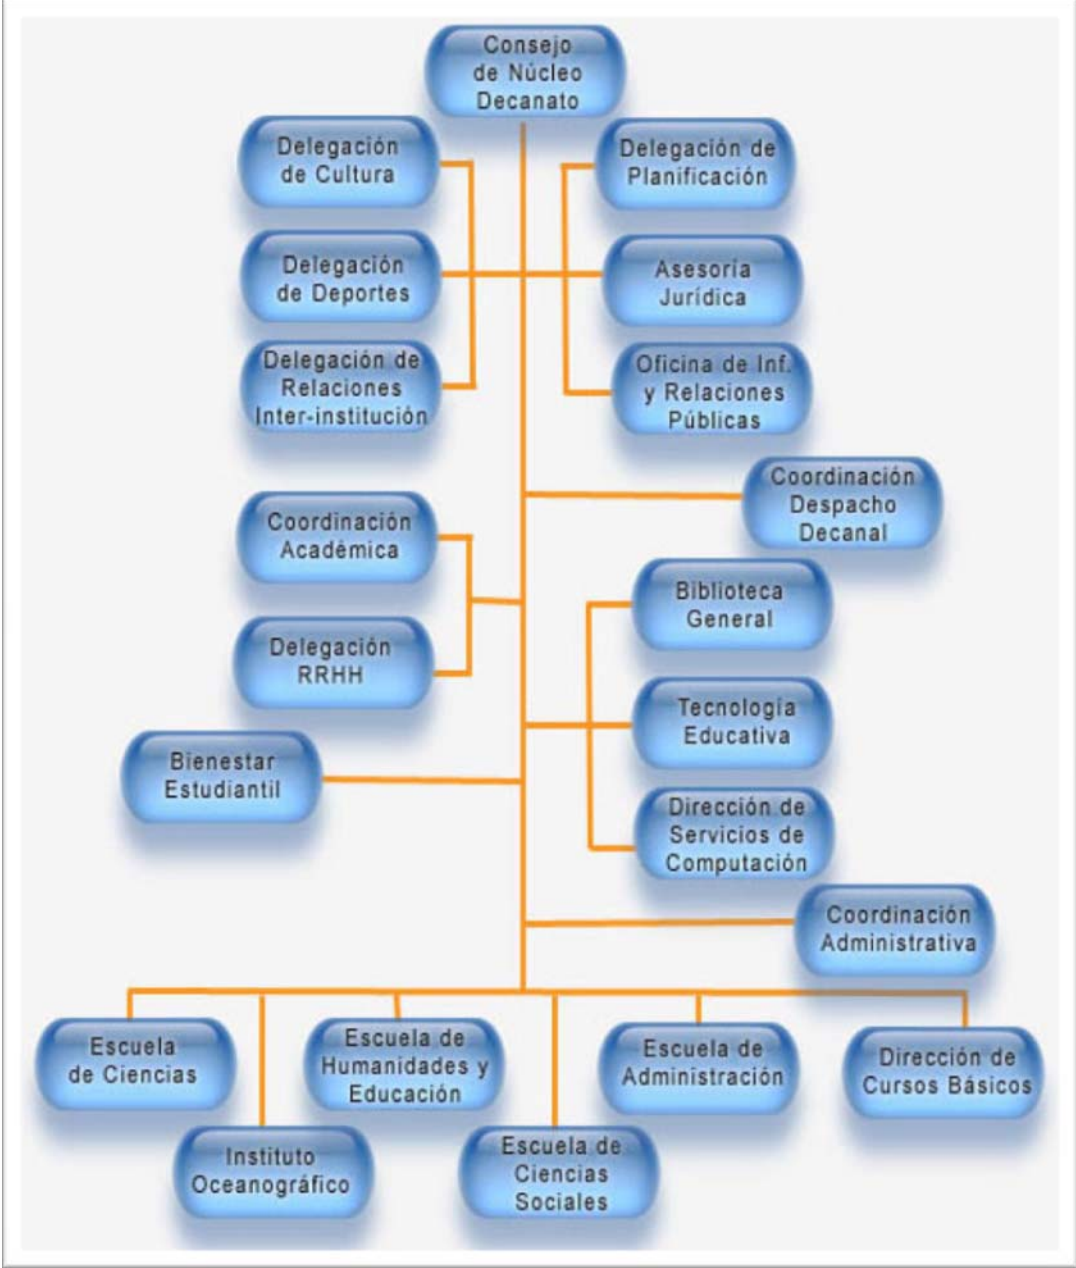 Consejo
de Núcleo
Decanato
Delegación
de Cultura
Delegación de
Planificación
Delegación
de Deportes
Asesoría
Jurídica
Delegación de
Relaciones
Inter-institución
Oficina de Inf.
y Relaciones
Públicas
Coordinación
Despacho
Decanal
Coordinación
Académica
Biblioteca
General
Delegación
RRHH
Tecnología
Educativa
Bienestar
Estudiantil
Dirección de
Servicios de
Computación
Coordinación
Administrativa
Escuela
de Ciencias
Escuela de
Humanidades y
Educación
Escuela de
Administración
Dirección de
Cursos Básicos
Instituto
Oceanográfico
Escuela de
Ciencias
Sociales